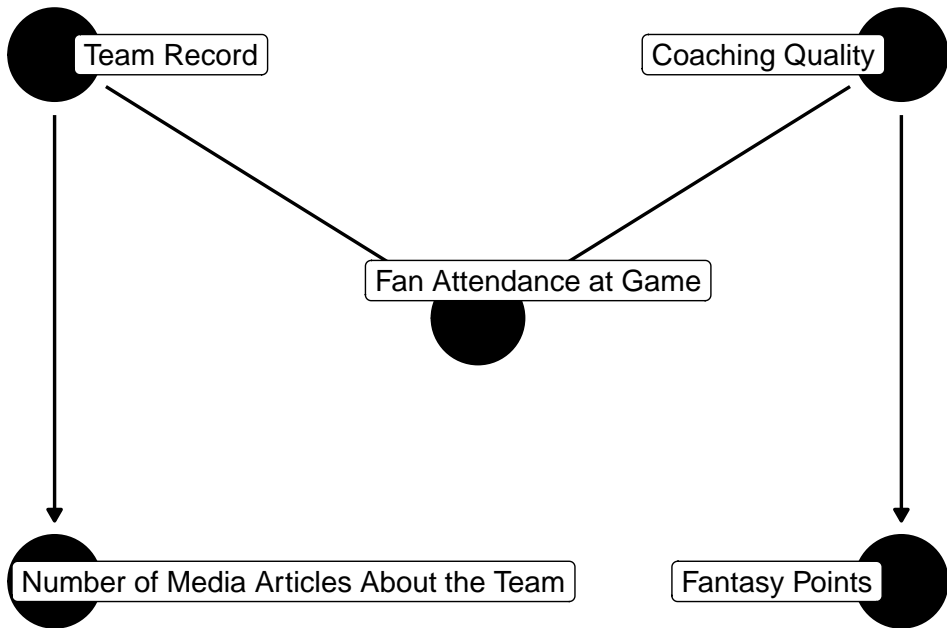 Team Record
Coaching Quality
Fan Attendance at Game
Number of Media Articles About the Team
Fantasy Points